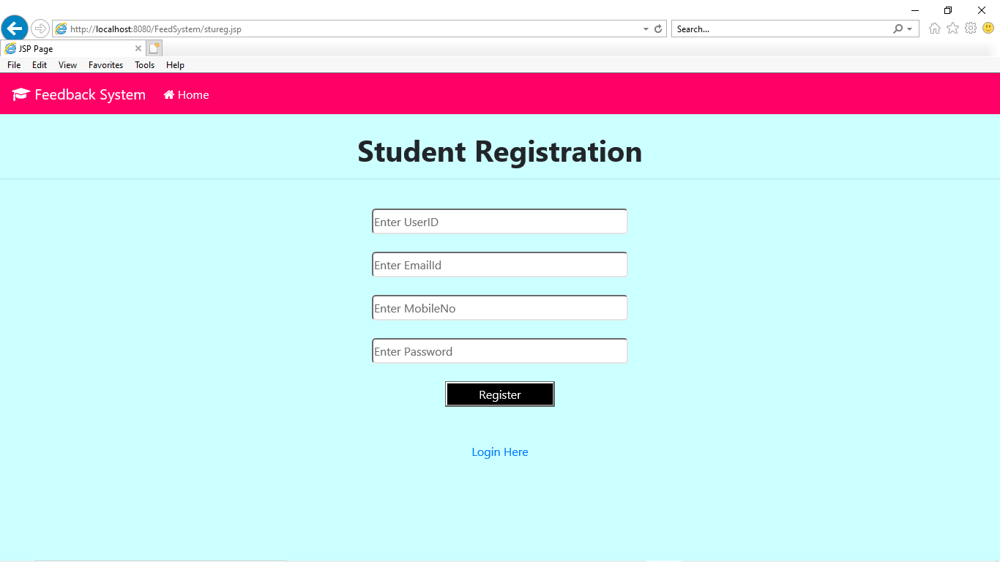 http://localhost:8080/FeedSystem/stureg.jsp
Search...
JSP Page
File Edit View Favorites Tools Help
Feedback System Home
Student Registration
Enter UserID
Enter EmailId
Enter MobileNo
Enter Password
Register
Login Here